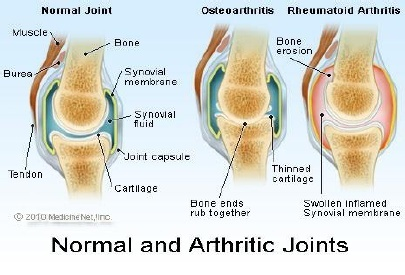 Normal Joint
Muscle
Bone
Bursa
Synovial
membrane
Synovial
fluid
Joint capsule
Tendon
Cartilage
Osteoarthritis
Thinned
cartilage
Bone ends
rub together
Rheumatoid Arthritis
Bone
erosion
Swollen inflamed
Synovial membrane
© 2010 MedicineNet, Inc.
Normal and Arthritic Joints